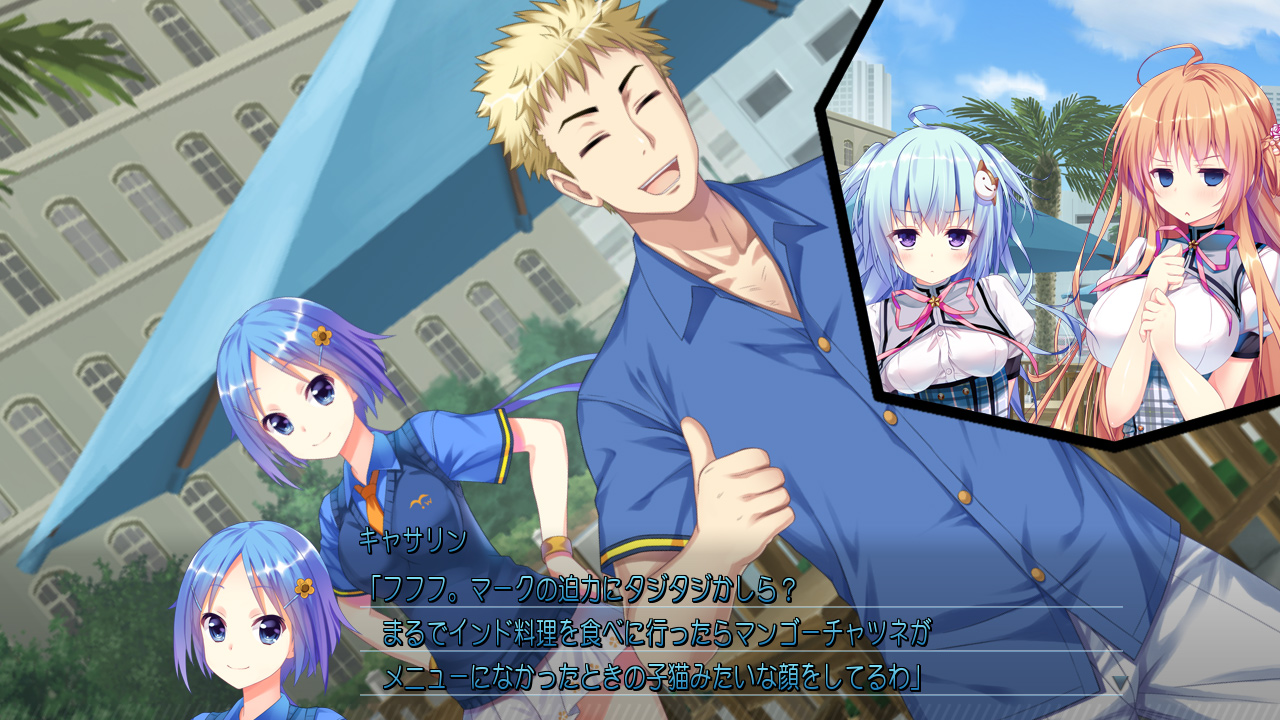 キャサリン
「フフフ。マークの迫力にタジタジかしら？
まるでインド料理を食べに行ったらマンゴーチャツネが
メニューになかったときの子猫みたいな顔をしてるわ」